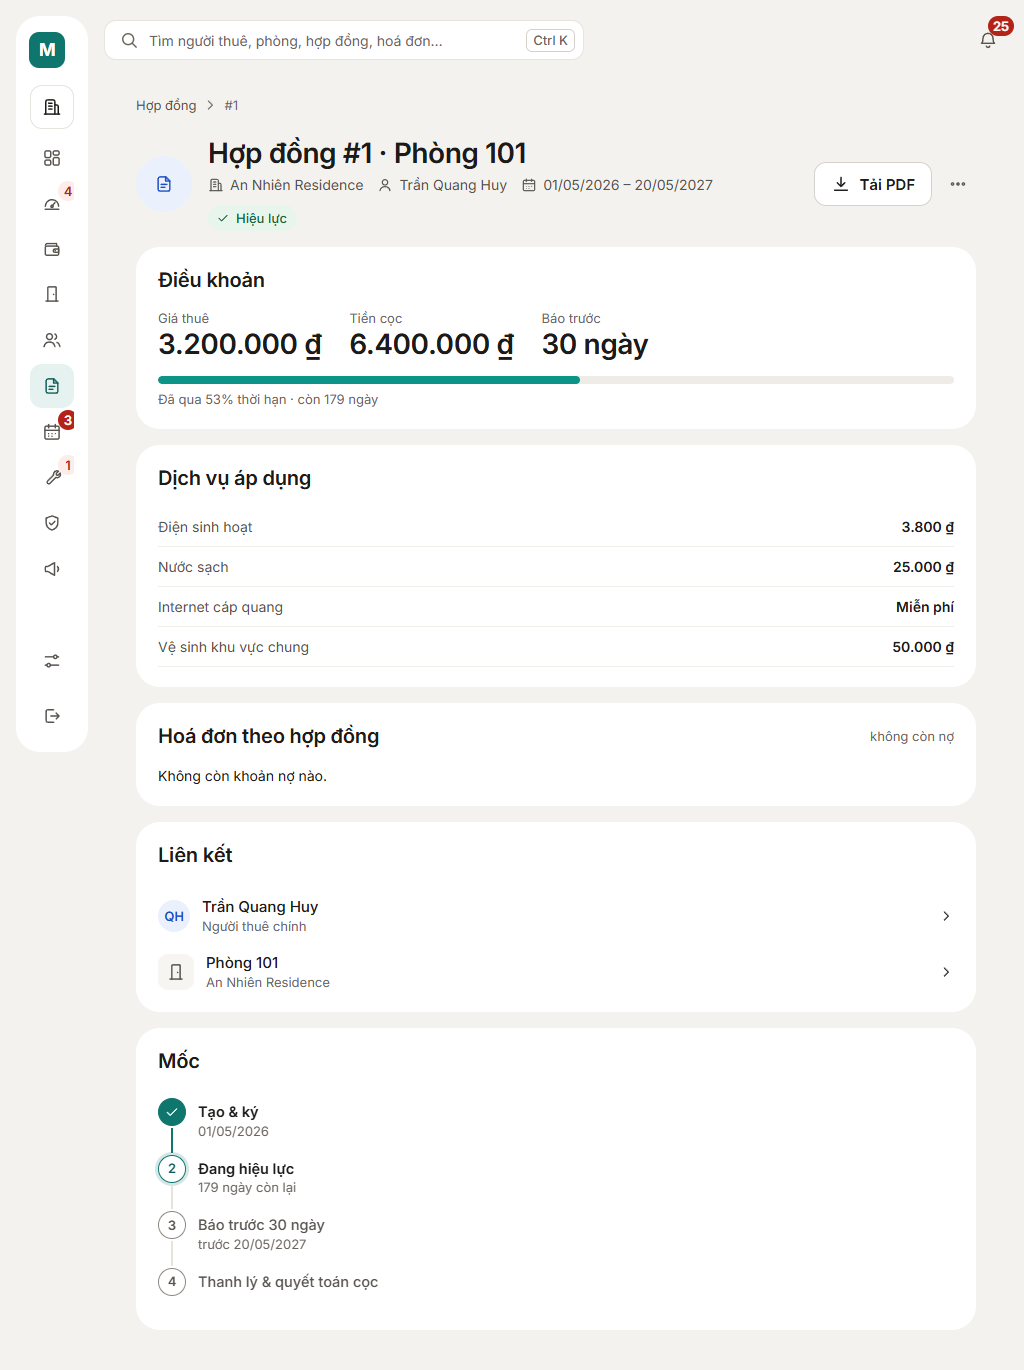 M
Tìm người thuê, phòng, hợp đồng, hoá đơn...
Ctrl K
25
4
3
1
Hợp đồng > #1
Hợp đồng #1 · Phòng 101
An Nhiên Residence Trần Quang Huy 01/05/2026 – 20/05/2027
Hiệu lực
Tải PDF
Điều khoản
Giá thuê Tiền cọc Báo trước
3.200.000 ₫ 6.400.000 ₫ 30 ngày
Đã qua 53% thời hạn · còn 179 ngày
Dịch vụ áp dụng
Điện sinh hoạt 3.800 ₫
Nước sạch 25.000 ₫
Internet cáp quang Miễn phí
Vệ sinh khu vực chung 50.000 ₫
Hoá đơn theo hợp đồng không còn nợ
Không còn khoản nợ nào.
Liên kết
QH
Trần Quang Huy
Người thuê chính
Phòng 101
An Nhiên Residence
Mốc
Tạo & ký
01/05/2026
2 Đang hiệu lực
179 ngày còn lại
3 Báo trước 30 ngày
trước 20/05/2027
4 Thanh lý & quyết toán cọc